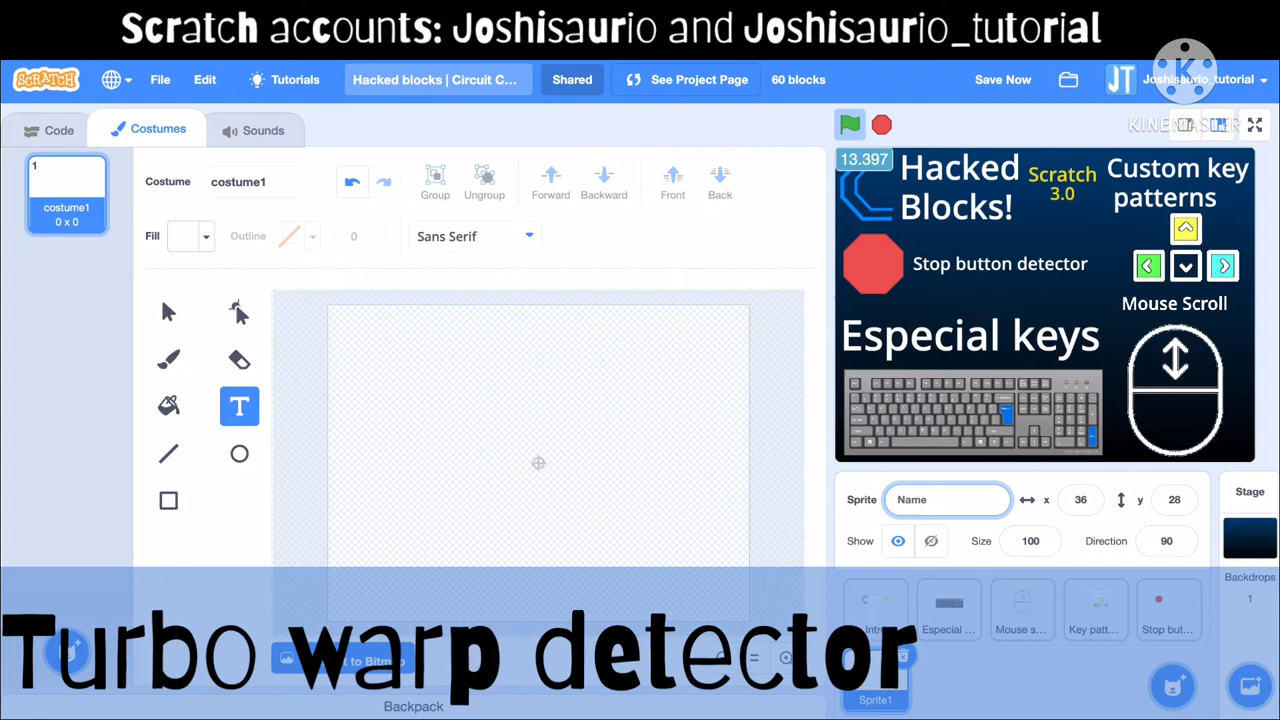 Scratch accounts: Joshisaurio and Joshisaurio_tutorial
SCRATCH File Edit Tutorials Hacked blocks | Circuit C... Shared See Project Page 60 blocks Save Now JT Joshisaurio_tutorial
KINEMASTER
Code Costumes Sounds
1
costume1
0 x 0
Costume costume1 Group Ungroup Forward Backward Front Back
Fill Outline 0 Sans Serif
T
13.397
Hacked
Blocks!
Scratch
3.0
Custom key
patterns
Stop button detector
Mouse Scroll
Especial keys
Sprite Name x 36 y 28
Show Size 100 Direction 90
Stage
Backdrops
1
Especial ... Mouse s... Key patt... Stop but...
Sprite1
Turbo warp detector
Backpack